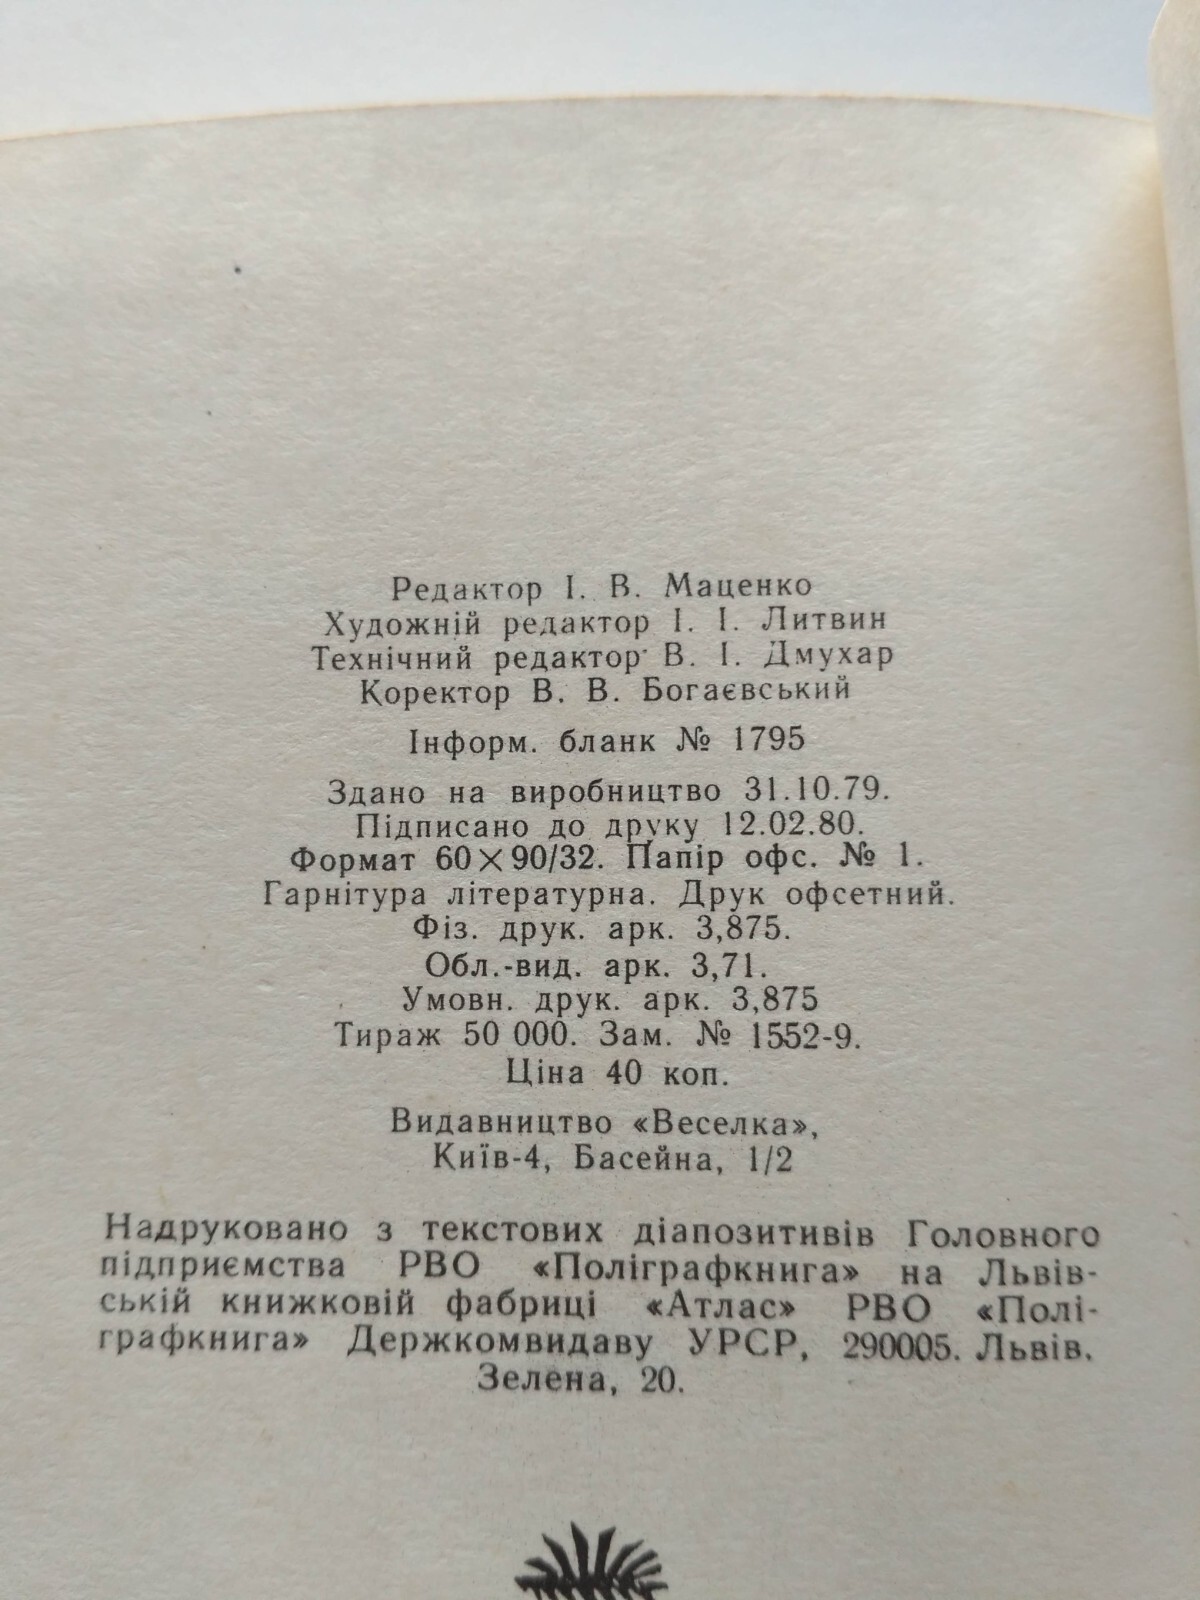 Редактор І. В. Маценко
Художній редактор І. І. Литвин
Технічний редактор В. І. Дмухар
Коректор В. В. Богаєвський
Інформ. бланк № 1795
Здано на виробництво 31.10.79.
Підписано до друку 12.02.80.
Формат 60×90/32. Папір офс. № 1.
Гарнітура літературна. Друк офсетний.
Фіз. друк. арк. 3,875.
Обл.-вид. арк. 3,71.
Умовн. друк. арк. 3,875
Тираж 50 000. Зам. № 1552-9.
Ціна 40 коп.
Видавництво «Веселка»,
Київ-4, Басейна, 1/2
Надруковано з текстових діапозитивів Головного
підприємства РВО «Поліграфкнига» на Львів-
ській книжковій фабриці «Атлас» РВО «Полі-
графкнига» Держкомвидаву УРСР, 290005. Львів.
Зелена, 20.